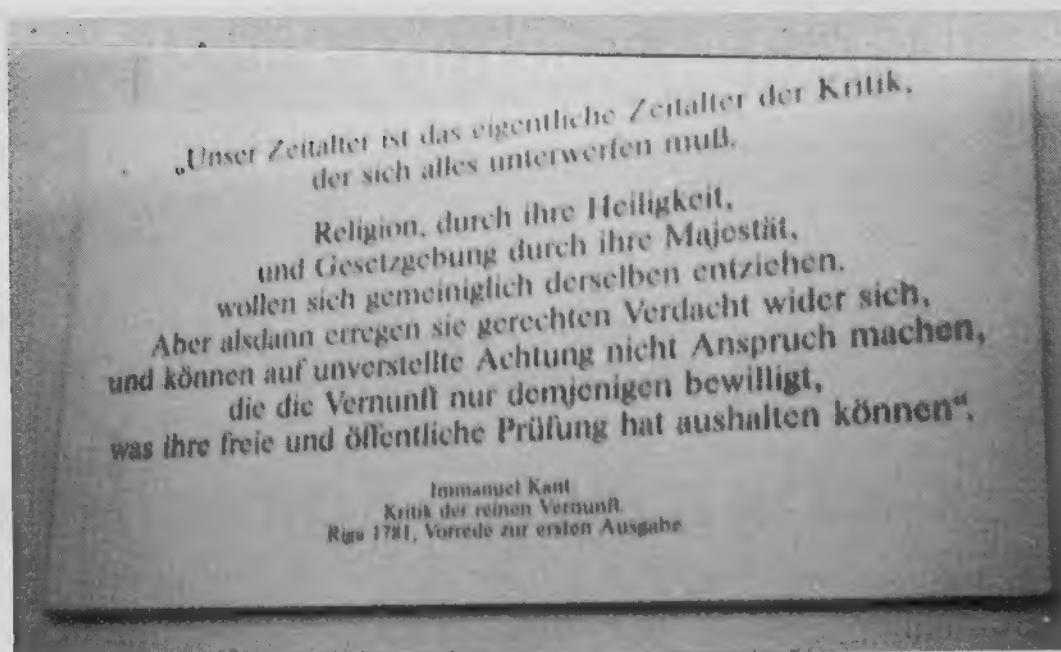 „Unser Zeitalter ist das eigentliche Zeitalter der Kritik,
der sich alles unterwerfen muß.
Religion, durch ihre Heiligkeit,
und Gesetzgebung durch ihre Majestät,
wollen sich gemeiniglich derselben entziehen.
Aber alsdann erregen sie gerechten Verdacht wider sich,
und können auf unverstellte Achtung nicht Anspruch machen,
die die Vernunft nur demjenigen bewilligt,
was ihre freie und öffentliche Prüfung hat aushalten können“.
Immanuel Kant
Kritik der reinen Vernunft.
Riga 1781, Vorrede zur ersten Ausgabe